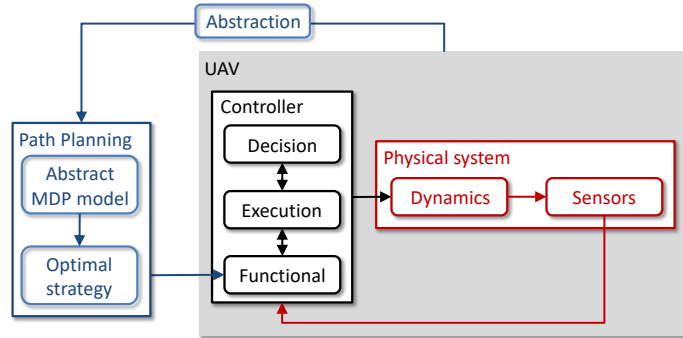 Abstraction
UAV
Path Planning
Abstract
MDP model
Optimal
strategy
Controller
Decision
Execution
Functional
Physical system
Dynamics
Sensors